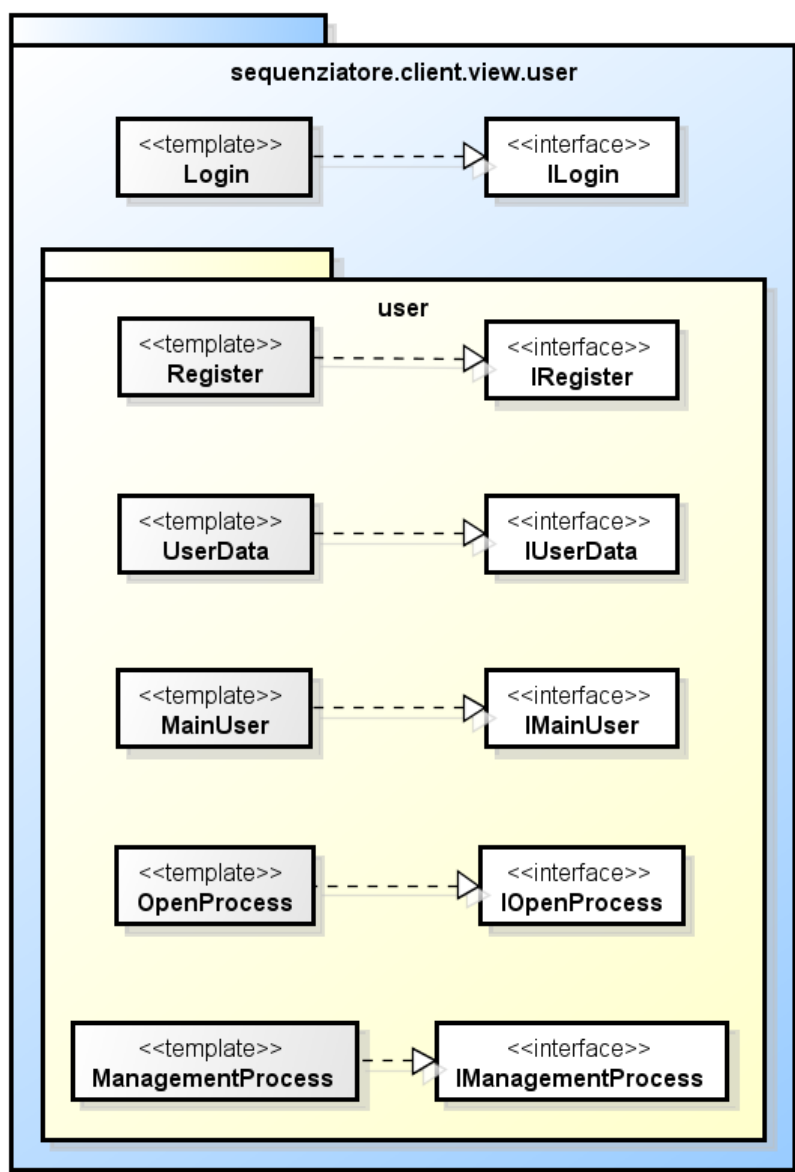 sequenziatore.client.view.user
<<template>>
Login
<<interface>>
ILogin
user
<<template>>
Register
<<interface>>
IRegister
<<template>>
UserData
<<interface>>
IUserData
<<template>>
MainUser
<<interface>>
IMainUser
<<template>>
OpenProcess
<<interface>>
IOpenProcess
<<template>>
ManagementProcess
<<interface>>
IManagementProcess